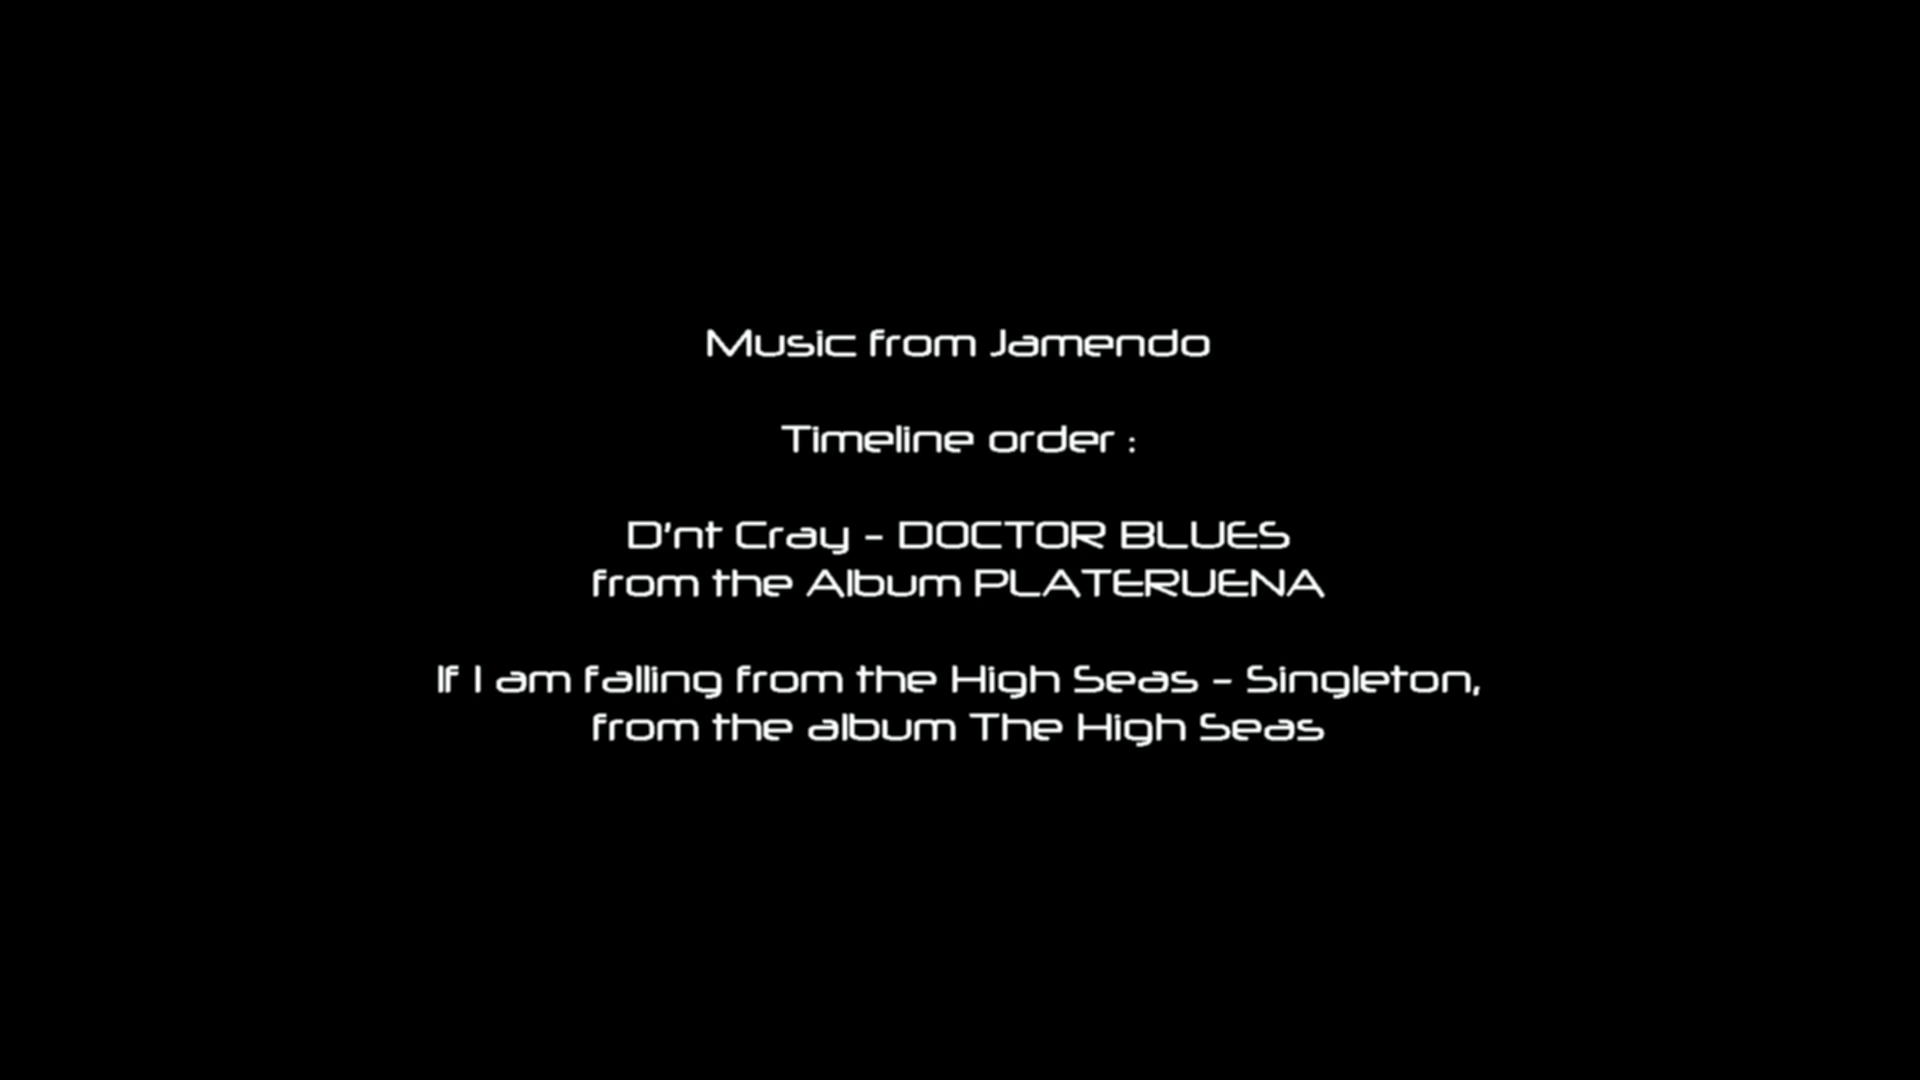 Music from Jamendo
Timeline order :
D'nt Cray - DOCTOR BLUES
from the Album PLATERUENA
If I am falling from the High Seas - Singleton,
from the album The High Seas